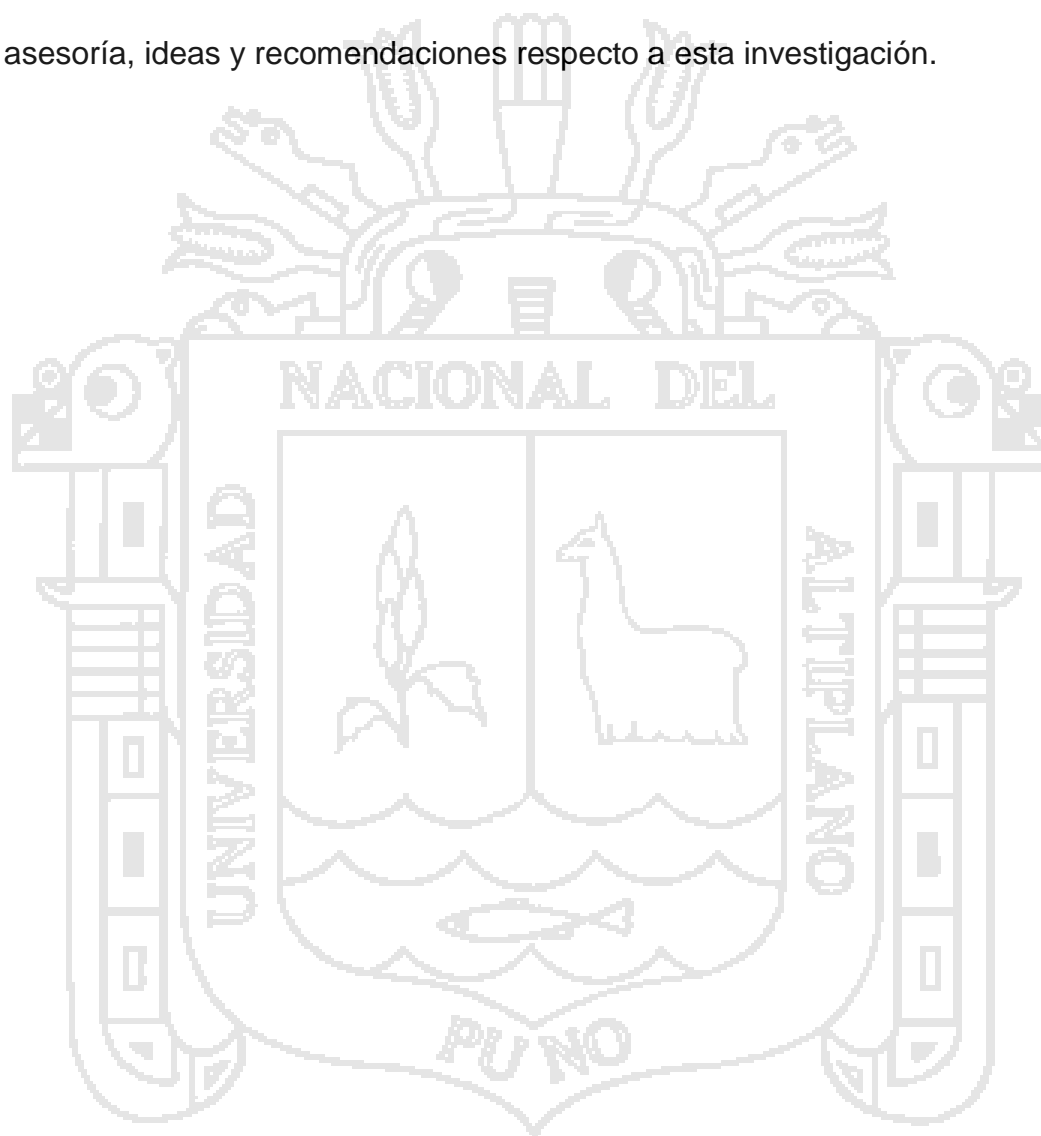 asesoría, ideas y recomendaciones respecto a esta investigación.
NACIONAL DEL
UNIVERSIDAD
ALTIPLANO
PUNO